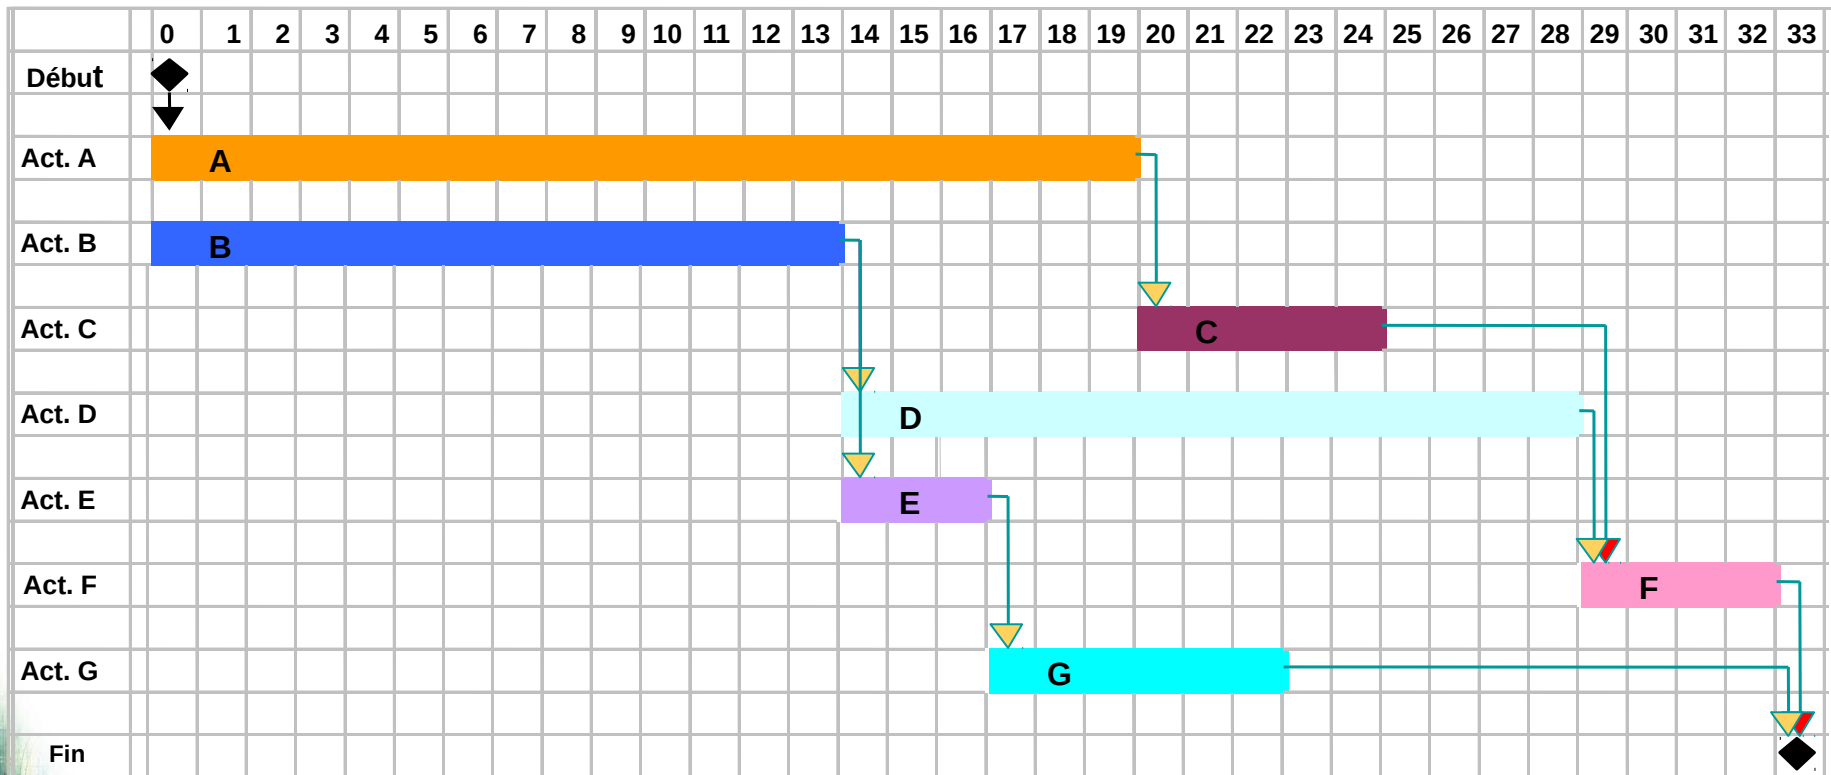 0 1 2 3 4 5 6 7 8 9 10 11 12 13 14 15 16 17 18 19 20 21 22 23 24 25 26 27 28 29 30 31 32 33
Début
Act. A A
Act. B B
Act. C C
Act. D D
Act. E E
Act. F F
Act. G G
Fin